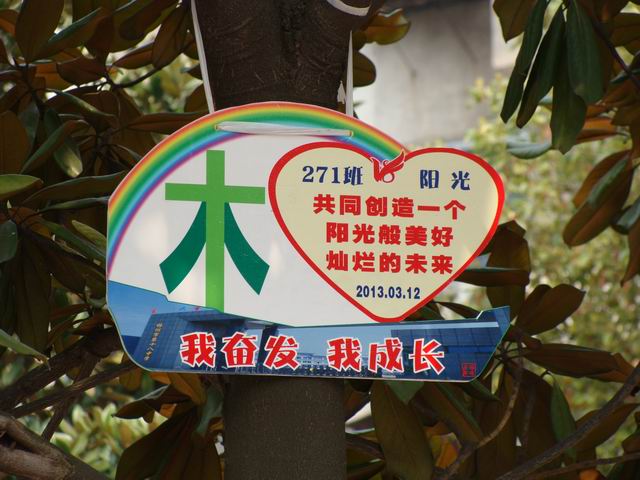 木
271班 18 阳光
共同创造一个
阳光般美好
灿烂的未来
2013.03.12
我奋发 我成长